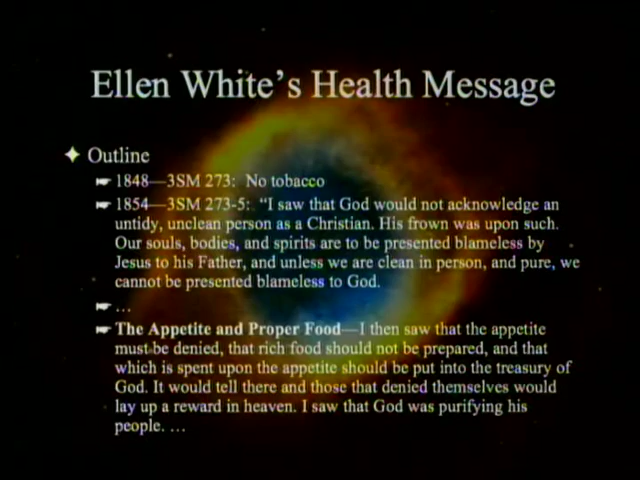 Ellen White's Health Message
Outline
1848—3SM 273: No tobacco
1854—3SM 273-5: "I saw that God would not acknowledge an
untidy, unclean person as a Christian. His frown was upon such.
Our souls, bodies, and spirits are to be presented blameless by
Jesus to his Father, and unless we are clean in person, and pure, we
cannot be presented blameless to God.
…
The Appetite and Proper Food—I then saw that the appetite
must be denied, that rich food should not be prepared, and that
which is spent upon the appetite should be put into the treasury of
God. It would tell there and those that denied themselves would
lay up a reward in heaven. I saw that God was purifying his
people. …